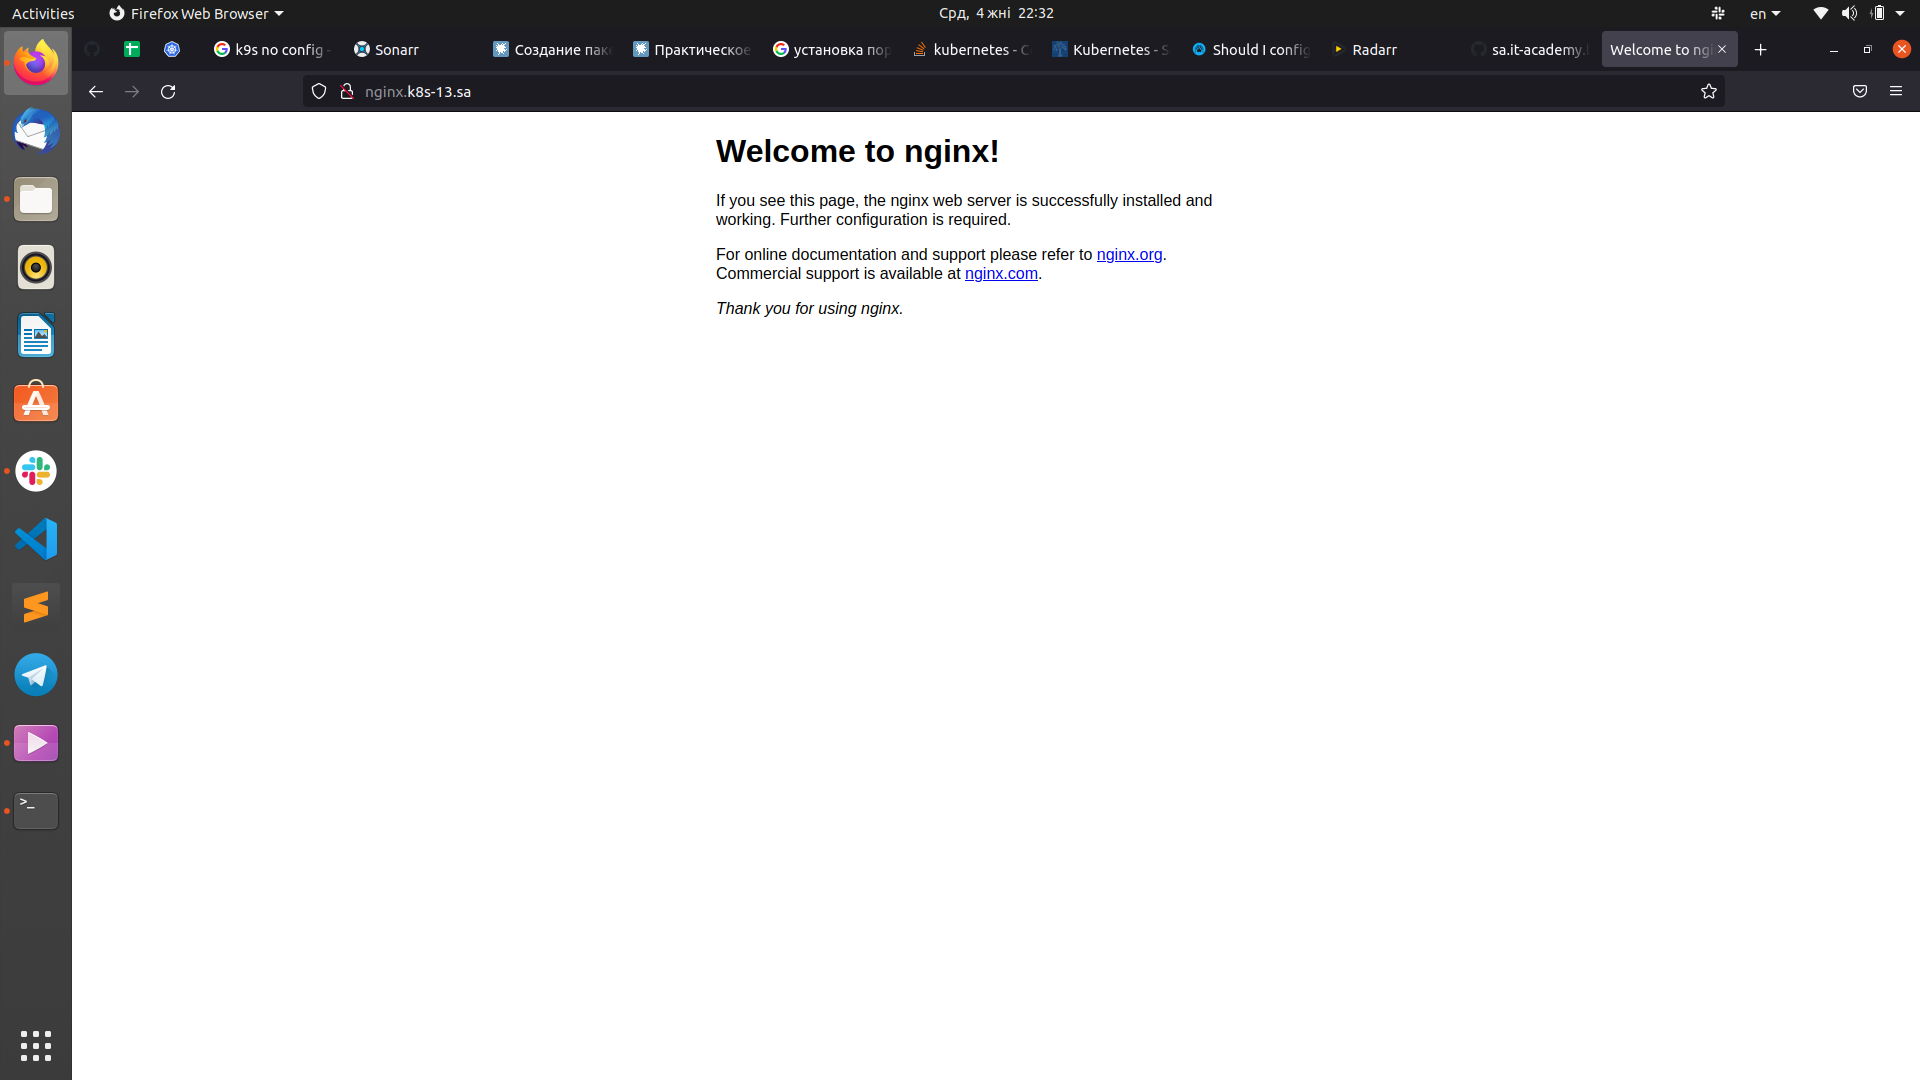 Activities
Firefox Web Browser
Срд, 4 жні 22:32
en
k9s no config -
Sonarr
Создание пак
Практическое
установка пор
kubernetes - C
Kubernetes - S
Should I config
Radarr
sa.it-academy.
Welcome to ngi
nginx.k8s-13.sa
Welcome to nginx!
If you see this page, the nginx web server is successfully installed and
working. Further configuration is required.
For online documentation and support please refer to nginx.org.
Commercial support is available at nginx.com.
Thank you for using nginx.
>_